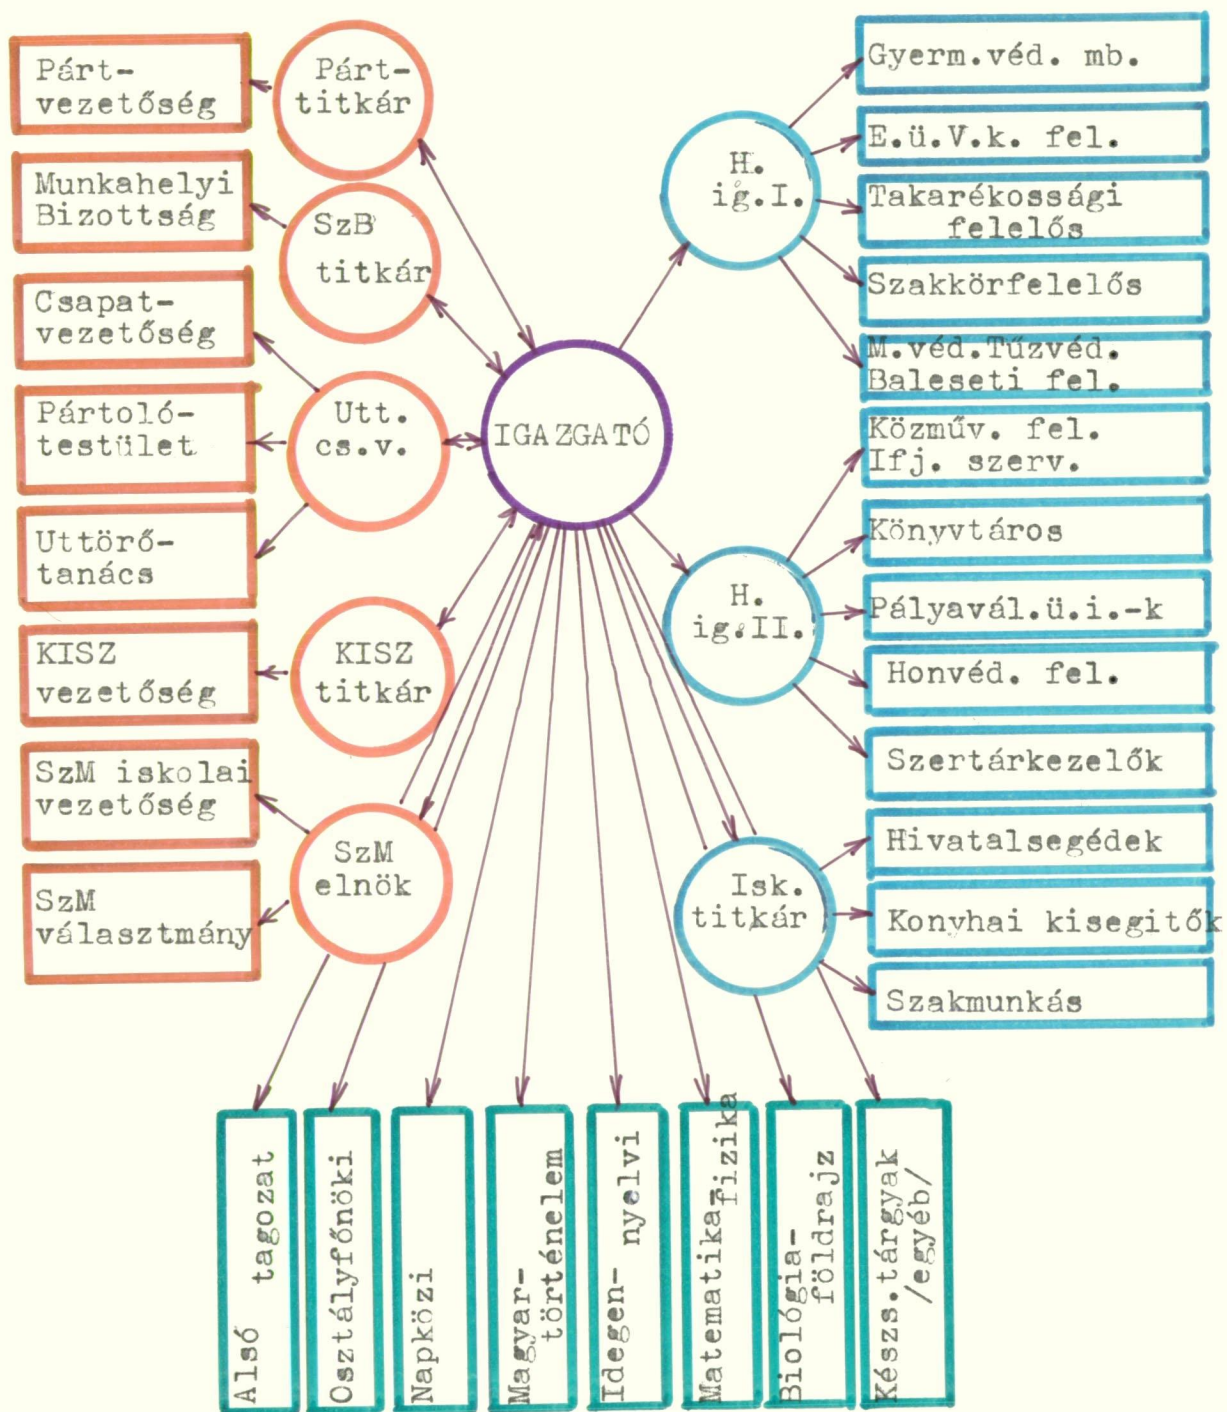 Párt-
vezetőség
Párt-
titkár
Munkahelyi
Bizottság
SzB
titkár
Csapat-
vezetőség
Pártoló-
testület
Uttörő-
tanács
Utt.
cs.v.
KISZ
vezetőség
KISZ
titkár
SzM iskolai
vezetőség
SzM
választmány
SzM
elnök
IGAZGATÓ
H.
ig.I.
Gyerm.véd. mb.
E.ü.V.k. fel.
Takarékossági
felelős
Szakkörfelelős
M.véd.Tűzvéd.
Baleseti fel.
H.
ig.II.
Közműv. fel.
Ifj. szerv.
Könyvtáros
Pályavál.ü.i.-k
Honvéd. fel.
Szertárkezelők
Isk.
titkár
Hivatalsegédek
Konyhai kisegitők
Szakmunkás
Alsó
tagozat
Osztályfőnöki
Napközi
Magyar-
történelem
Idegen-
nyelvi
Matematika-
fizika
Biológia-
földrajz
Készs.tárgyak
/egyéb/